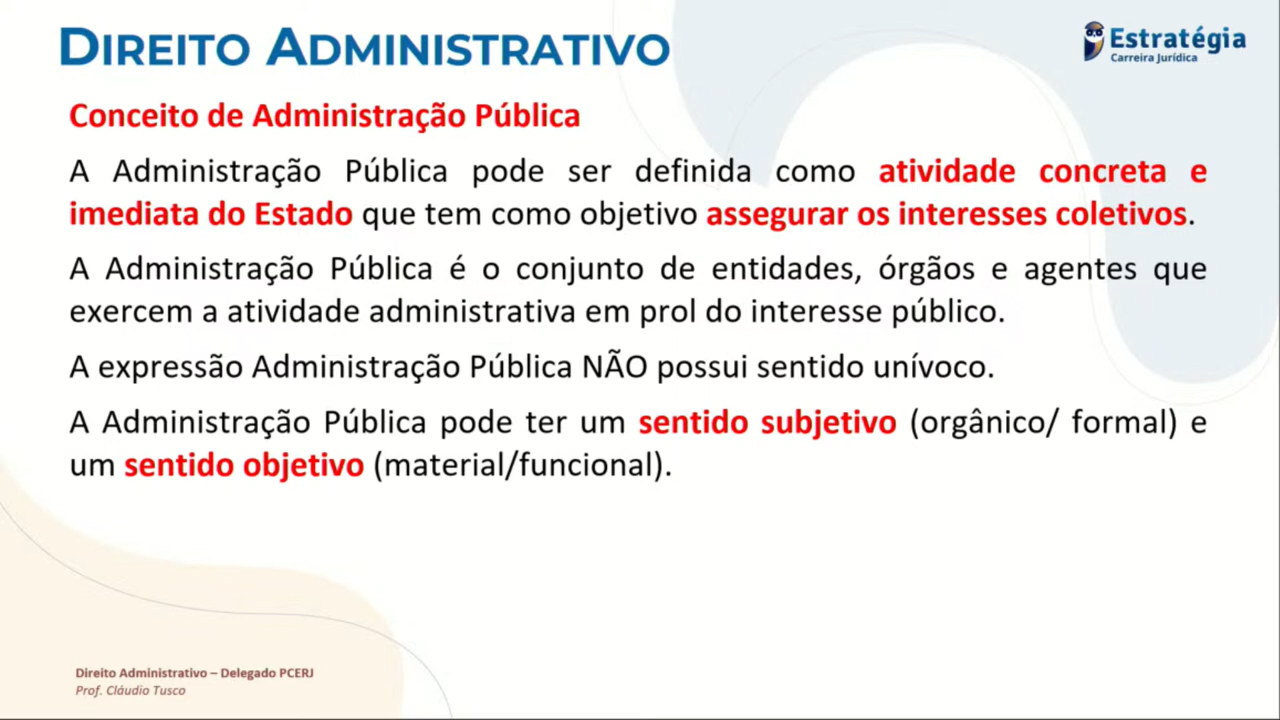 DIREITO ADMINISTRATIVO
Estratégia
Carreira Jurídica
Conceito de Administração Pública
A Administração Pública pode ser definida como atividade concreta e
imediata do Estado que tem como objetivo assegurar os interesses coletivos.
A Administração Pública é o conjunto de entidades, órgãos e agentes que
exercem a atividade administrativa em prol do interesse público.
A expressão Administração Pública NÃO possui sentido unívoco.
A Administração Pública pode ter um sentido subjetivo (orgânico/ formal) e
um sentido objetivo (material/funcional).
Direito Administrativo – Delegado PCERJ
Prof. Cláudio Tusco